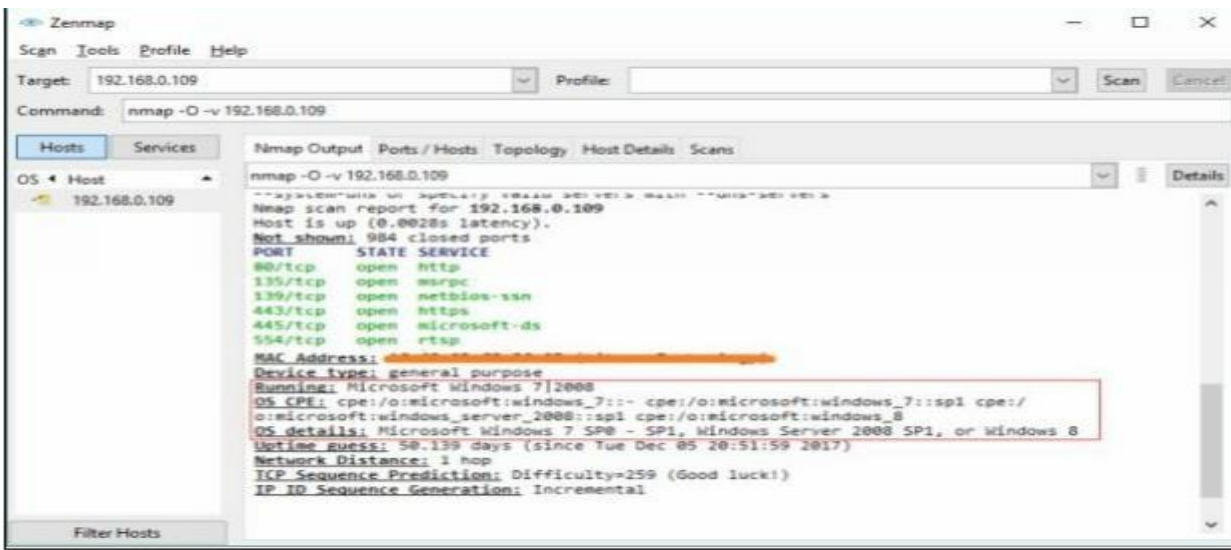 Zenmap
Scan Tools Profile Help
Target: 192.168.0.109 Profile: Scan Cancel
Command: nmap -O -v 192.168.0.109
Hosts Services
Nmap Output Ports / Hosts Topology Host Details Scans
OS Host
nmap -O -v 192.168.0.109 Details
192.168.0.109
Nmap scan report for 192.168.0.109
Host is up (0.0028s latency).
Not shown: 984 closed ports
PORT STATE SERVICE
80/tcp open http
135/tcp open msrpc
139/tcp open netbios-ssn
443/tcp open https
445/tcp open microsoft-ds
554/tcp open rtsp
MAC Address:
Device type: general purpose
Running: Microsoft Windows 7|2008
OS CPE: cpe:/o:microsoft:windows_7::- cpe:/o:microsoft:windows_7::sp1 cpe:/
o:microsoft:windows_server_2008::sp1 cpe:/o:microsoft:windows_8
OS details: Microsoft Windows 7 SP0 - SP1, Windows Server 2008 SP1, or Windows 8
Uptime guess: 50.139 days (since Tue Dec 05 20:51:59 2017)
Network Distance: 1 hop
TCP Sequence Prediction: Difficulty=259 (Good luck!)
IP ID Sequence Generation: Incremental
Filter Hosts